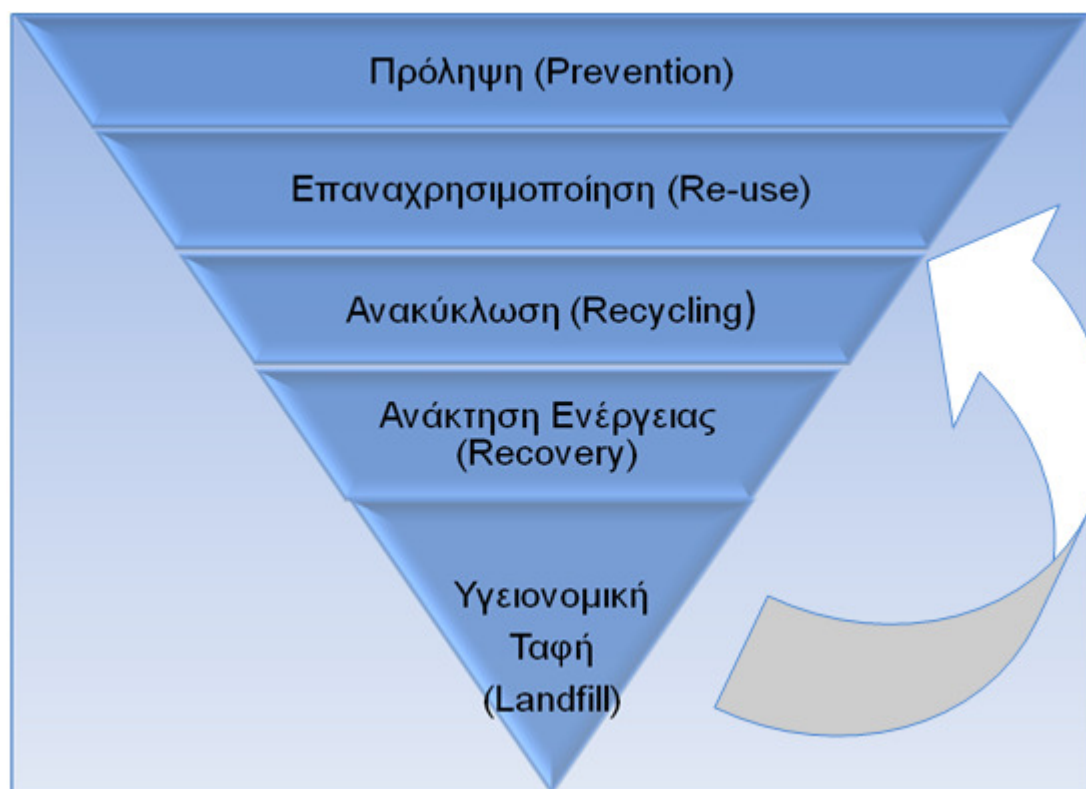 Πρόληψη (Prevention)
Επαναχρησιμοποίηση (Re-use)
Ανακύκλωση (Recycling)
Ανάκτηση Ενέργειας
(Recovery)
Υγειονομική
Ταφή
(Landfill)